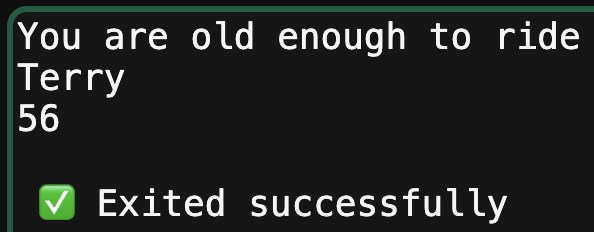 You are old enough to ride
Terry
56
✅ Exited successfully